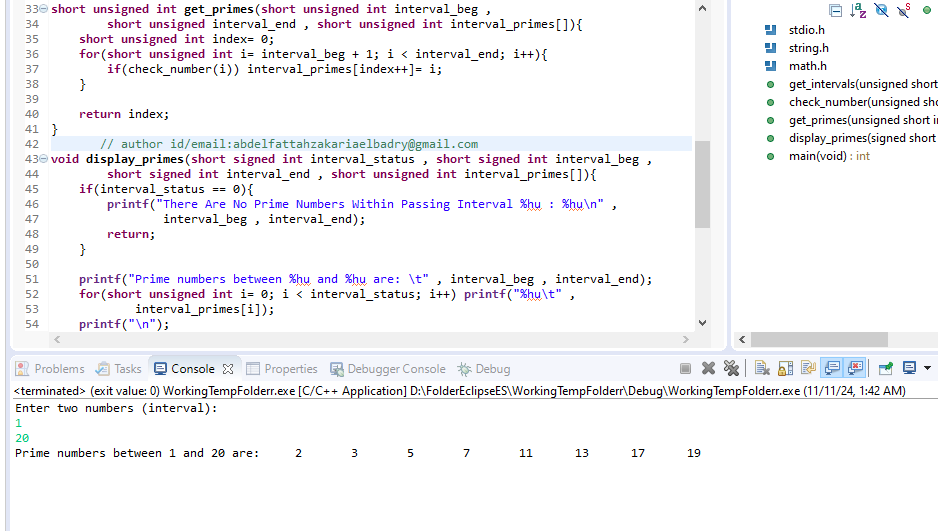 33 short unsigned int get_primes(short unsigned int interval_beg ,
34 short unsigned interval_end , short unsigned int interval_primes[]){
35 short unsigned int index= 0;
36 for(short unsigned int i= interval_beg + 1; i < interval_end; i++){
37 if(check_number(i)) interval_primes[index++]= i;
38 }
39
40 return index;
41 }
42 // author id/email:abdelfattahzakariaelbadry@gmail.com
43 void display_primes(short signed int interval_status , short signed int interval_beg ,
44 short signed int interval_end , short unsigned int interval_primes[]){
45 if(interval_status == 0){
46 printf("There Are No Prime Numbers Within Passing Interval %hu : %hu\n" ,
47 interval_beg , interval_end);
48 return;
49 }
50
51 printf("Prime numbers between %hu and %hu are: \t" , interval_beg , interval_end);
52 for(short unsigned int i= 0; i < interval_status; i++) printf("%hu\t" ,
53 interval_primes[i]);
54 printf("\n");
stdio.h
string.h
math.h
get_intervals(unsigned short
check_number(unsigned sho
get_primes(unsigned short in
display_primes(signed short
main(void) : int
Problems Tasks Console Properties Debugger Console Debug
<terminated> (exit value: 0) WorkingTempFolderr.exe [C/C++ Application] D:\FolderEclipseES\WorkingTempFolderr\Debug\WorkingTempFolderr.exe (11/11/24, 1:42 AM)
Enter two numbers (interval):
1
20
Prime numbers between 1 and 20 are: 2 3 5 7 11 13 17 19